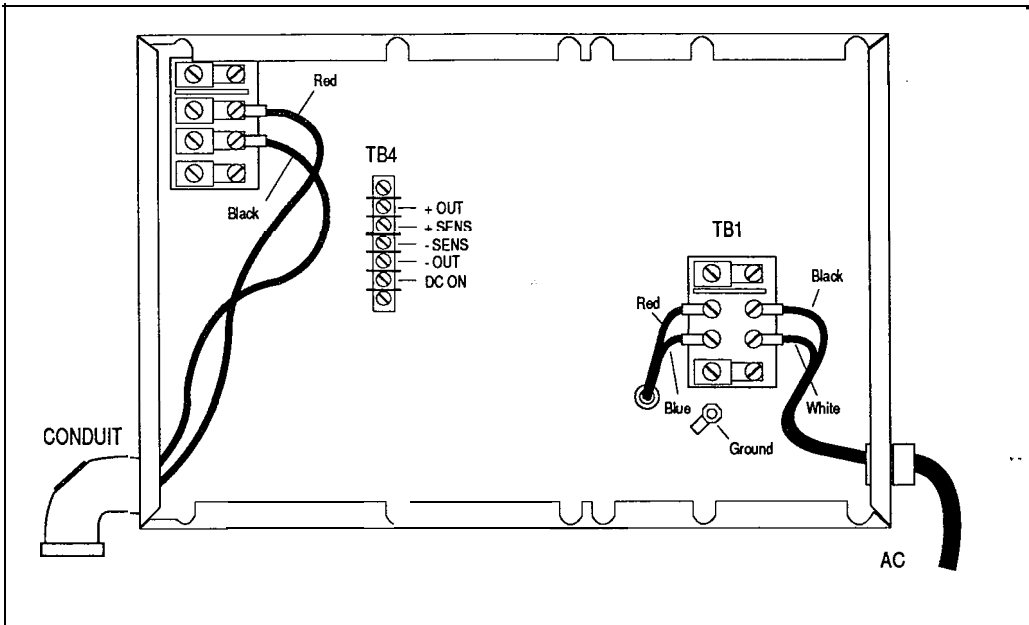 Red
TB4
Black
+ OUT
+ SENS
- SENS
- OUT
DC ON
TB1
Black
Red
Blue
White
Ground
CONDUIT
AC